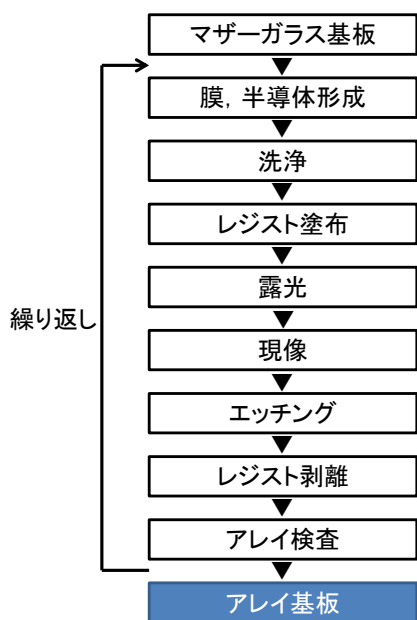 マザーガラス基板
膜，半導体形成
洗浄
レジスト塗布
露光
繰り返し
現像
エッチング
レジスト剥離
アレイ検査
アレイ基板